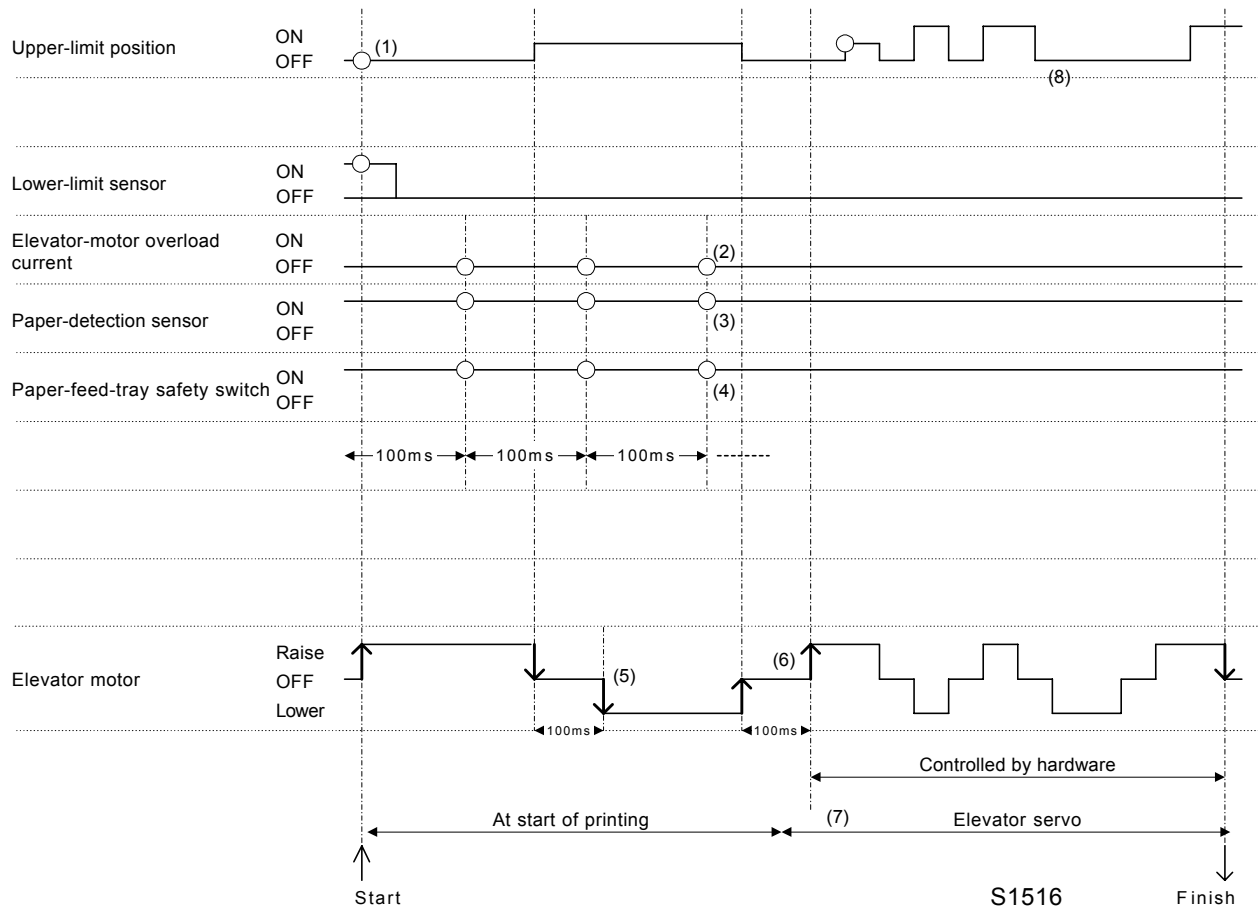 Upper-limit position
ON
OFF
(1)
(8)
Lower-limit sensor
ON
OFF
Elevator-motor overload
current
ON
OFF
(2)
Paper-detection sensor
ON
OFF
(3)
Paper-feed-tray safety switch
ON
OFF
(4)
100ms
100ms
100ms
Elevator motor
Raise
OFF
Lower
(5)
(6)
100ms
100ms
Controlled by hardware
At start of printing
(7)
Elevator servo
Start
S1516
Finish